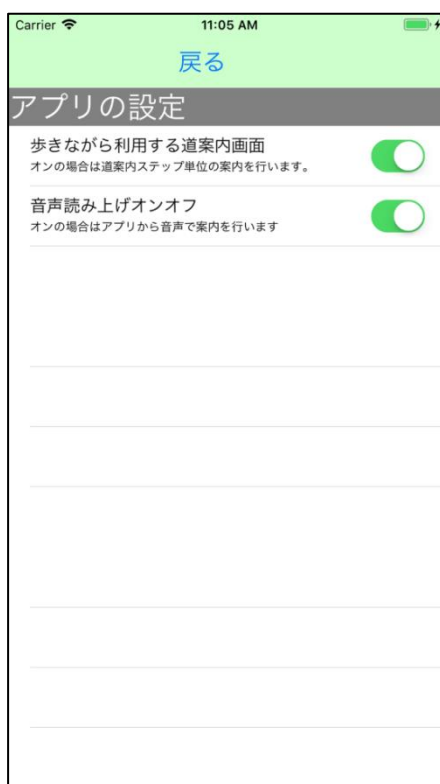 Carrier 11:05 AM
戻る
アプリの設定
歩きながら利用する道案内画面
オンの場合は道案内ステップ単位の案内を行います。
音声読み上げオンオフ
オンの場合はアプリから音声で案内を行います